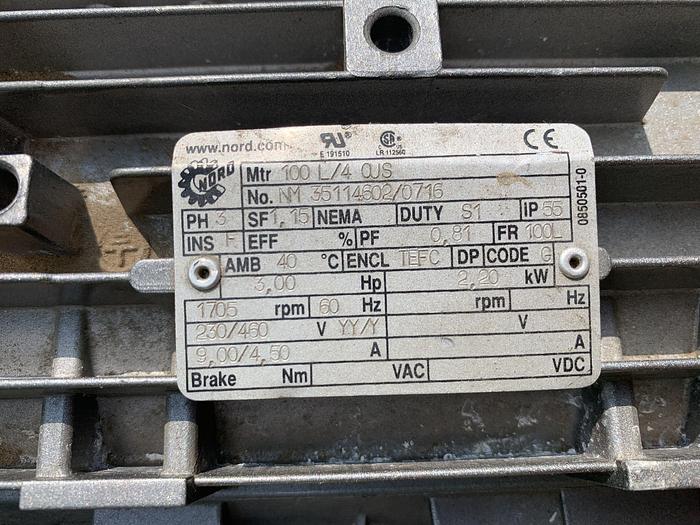 www.nord.com
E 191510
LR 112560
CE
NORD
Mtr 100 L/4 CUS
No. NM 35114602/0716
PH 3 SF 1,15 NEMA DUTY S1 IP 55
INS F EFF % PF 0,81 FR 100L
AMB 40 °C ENCL TEFC DP CODE G
3,00 Hp 2,20 kW
1705 rpm 60 Hz rpm Hz
230/460 V YY/Y V
9,00/4,50 A A
Brake Nm VAC VDC
0850501-0